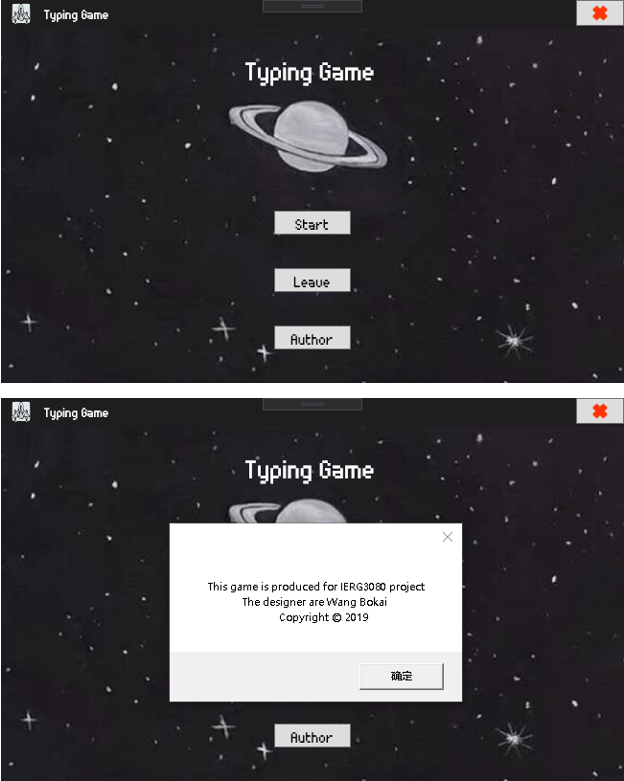 Typing Game
Typing Game
Start
Leave
Author
Typing Game
Typing Game
This game is produced for IERG3080 project
The designer are Wang Bokai
Copyright © 2019
确定
Author